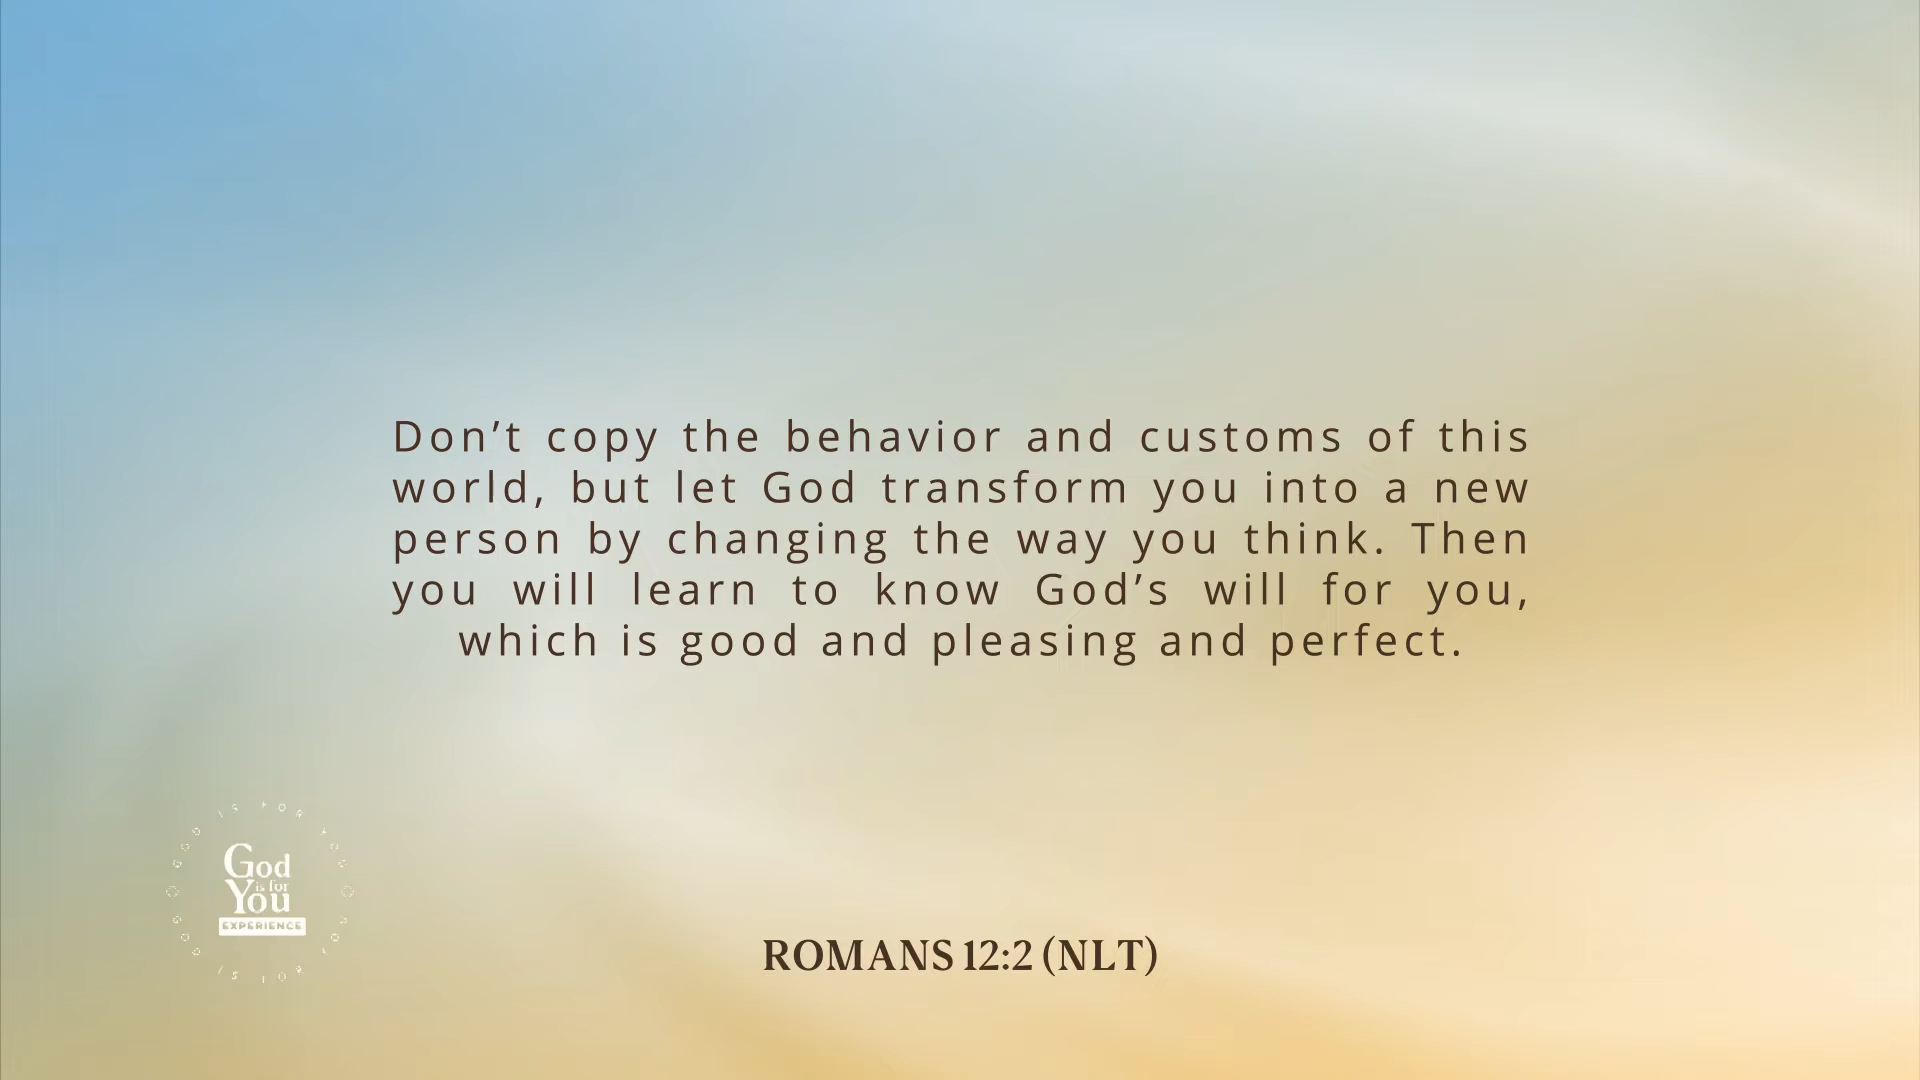 Don’t copy the behavior and customs of this
world, but let God transform you into a new
person by changing the way you think. Then
you will learn to know God’s will for you,
which is good and pleasing and perfect.
God
is for
You
EXPERIENCE
ROMANS 12:2 (NLT)